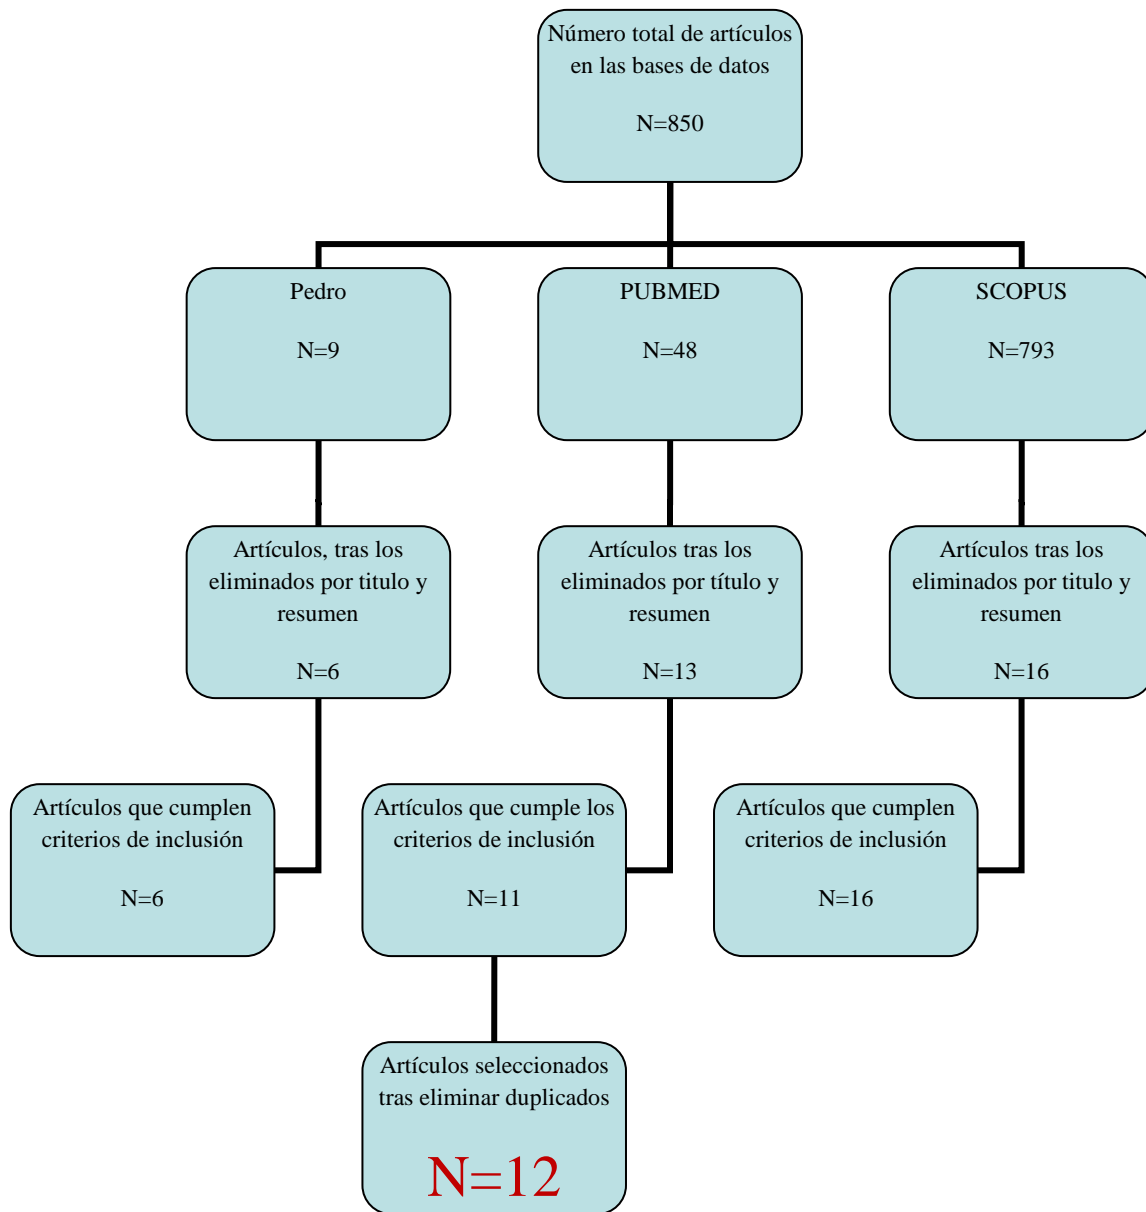 Número total de artículos
en las bases de datos
N=850
Pedro
N=9
PUBMED
N=48
SCOPUS
N=793
Artículos, tras los
eliminados por titulo y
resumen
N=6
Artículos tras los
eliminados por título y
resumen
N=13
Artículos tras los
eliminados por titulo y
resumen
N=16
Artículos que cumplen
criterios de inclusión
N=6
Artículos que cumple los
criterios de inclusión
N=11
Artículos que cumplen
criterios de inclusión
N=16
Artículos seleccionados
tras eliminar duplicados
N=12